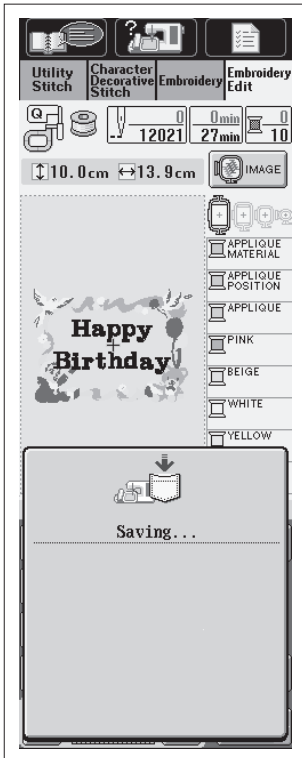 ?
Utility Stitch
Character Decorative Stitch
Embroidery
Embroidery Edit
Q
0
12021
0min
27min
0
10
10.0cm 13.9cm
IMAGE
APPLIQUE
MATERIAL
APPLIQUE
POSITION
APPLIQUE
PINK
BEIGE
WHITE
YELLOW
Happy
Birthday
Saving...